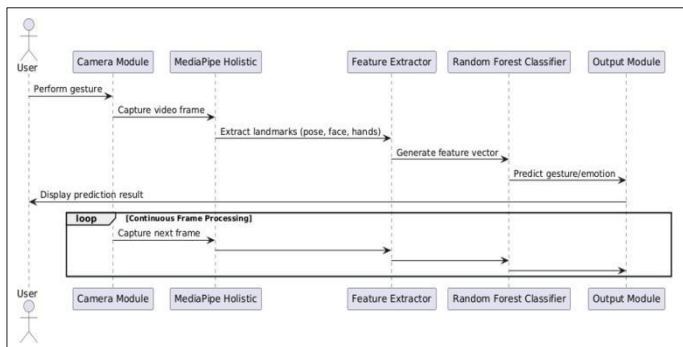 User
Camera Module
MediaPipe Holistic
Feature Extractor
Random Forest Classifier
Output Module
Perform gesture
Capture video frame
Extract landmarks (pose, face, hands)
Generate feature vector
Predict gesture/emotion
Display prediction result
loop
[Continuous Frame Processing]
Capture next frame
User
Camera Module
MediaPipe Holistic
Feature Extractor
Random Forest Classifier
Output Module